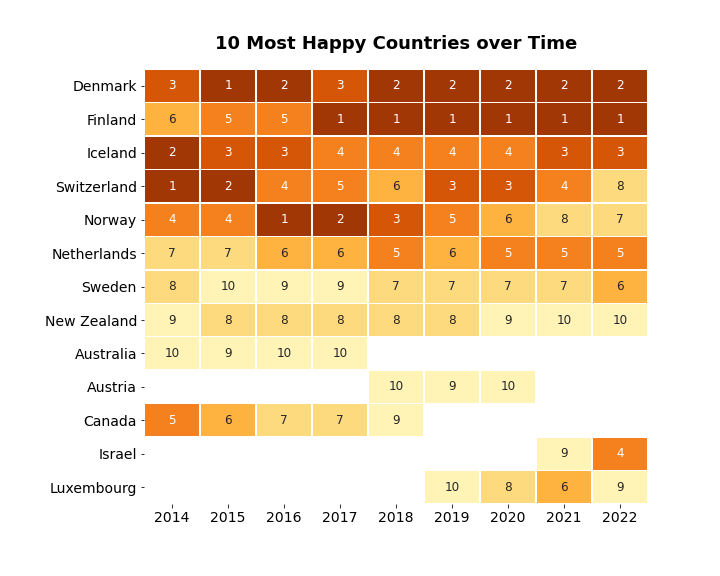 10 Most Happy Countries over Time
Denmark 3 1 2 3 2 2 2 2 2
Finland 6 5 5 1 1 1 1 1 1
Iceland 2 3 3 4 4 4 4 3 3
Switzerland 1 2 4 5 6 3 3 4 8
Norway 4 4 1 2 3 5 6 8 7
Netherlands 7 7 6 6 5 6 5 5 5
Sweden 8 10 9 9 7 7 7 7 6
New Zealand 9 8 8 8 8 8 9 10 10
Australia 10 9 10 10
Austria 10 9 10
Canada 5 6 7 7 9
Israel 9 4
Luxembourg 10 8 6 9
2014 2015 2016 2017 2018 2019 2020 2021 2022